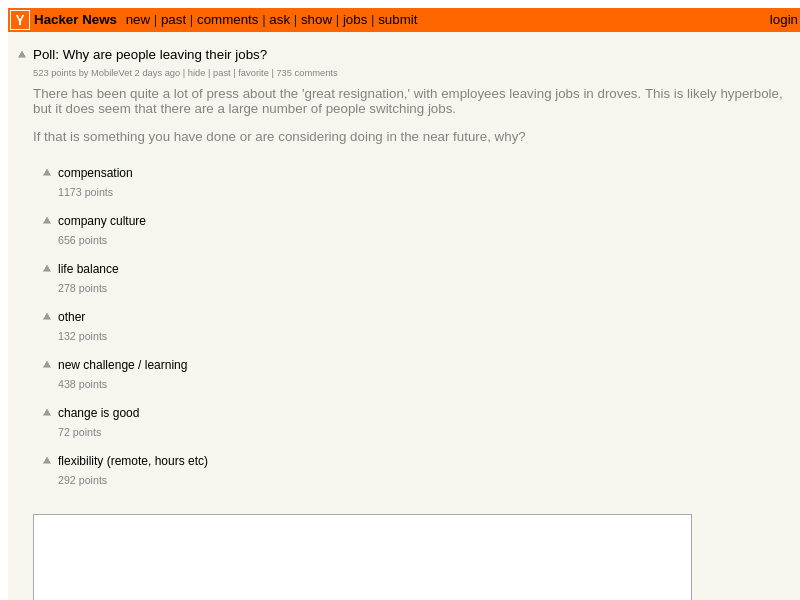 Y Hacker News new | past | comments | ask | show | jobs | submit login
Poll: Why are people leaving their jobs?
523 points by MobileVet 2 days ago | hide | past | favorite | 735 comments
There has been quite a lot of press about the 'great resignation,' with employees leaving jobs in droves. This is likely hyperbole,
but it does seem that there are a large number of people switching jobs.
If that is something you have done or are considering doing in the near future, why?
compensation
1173 points
company culture
656 points
life balance
278 points
other
132 points
new challenge / learning
438 points
change is good
72 points
flexibility (remote, hours etc)
292 points